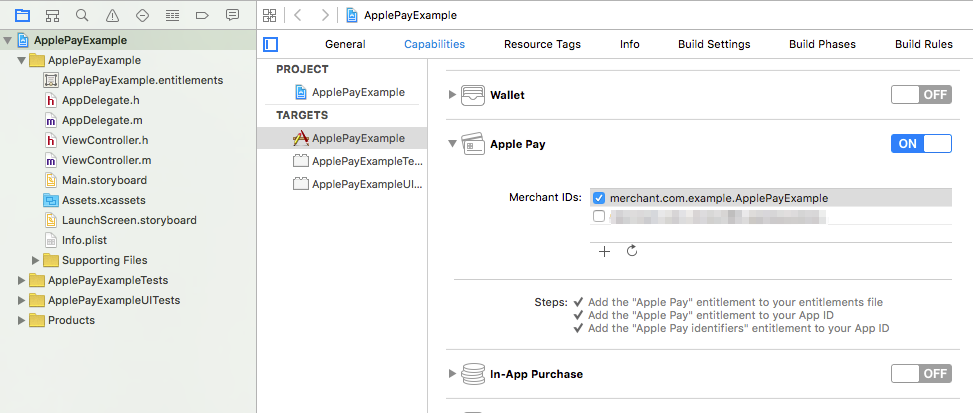 ApplePayExample
ApplePayExample
ApplePayExample
ApplePayExample.entitlements
h AppDelegate.h
m AppDelegate.m
h ViewController.h
m ViewController.m
Main.storyboard
Assets.xcassets
LaunchScreen.storyboard
Info.plist
Supporting Files
ApplePayExampleTests
ApplePayExampleUITests
Products
General Capabilities Resource Tags Info Build Settings Build Phases Build Rules
PROJECT
ApplePayExample
TARGETS
ApplePayExample
ApplePayExampleTe...
ApplePayExampleUI...
Wallet OFF
Apple Pay ON
Merchant IDs: merchant.com.example.ApplePayExample
Steps: ✓ Add the "Apple Pay" entitlement to your entitlements file
✓ Add the "Apple Pay" entitlement to your App ID
✓ Add the "Apple Pay identifiers" entitlement to your App ID
In-App Purchase OFF